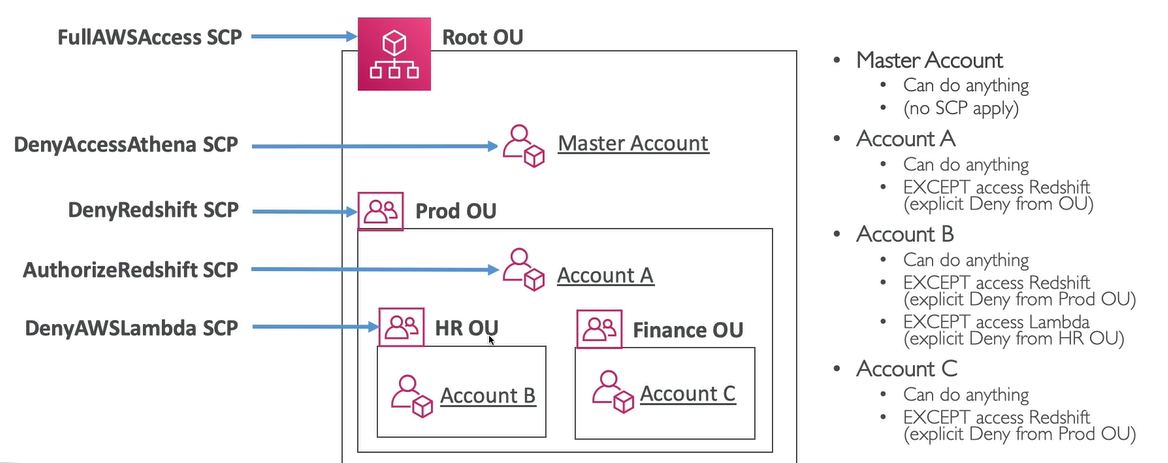 FullAWSAccess SCP
Root OU
DenyAccessAthena SCP
Master Account
DenyRedshift SCP
Prod OU
AuthorizeRedshift SCP
Account A
DenyAWSLambda SCP
HR OU
Finance OU
Account B
Account C
• Master Account
• Can do anything
• (no SCP apply)
• Account A
• Can do anything
• EXCEPT access Redshift
(explicit Deny from OU)
• Account B
• Can do anything
• EXCEPT access Redshift
(explicit Deny from Prod OU)
• EXCEPT access Lambda
(explicit Deny from HR OU)
• Account C
• Can do anything
• EXCEPT access Redshift
(explicit Deny from Prod OU)